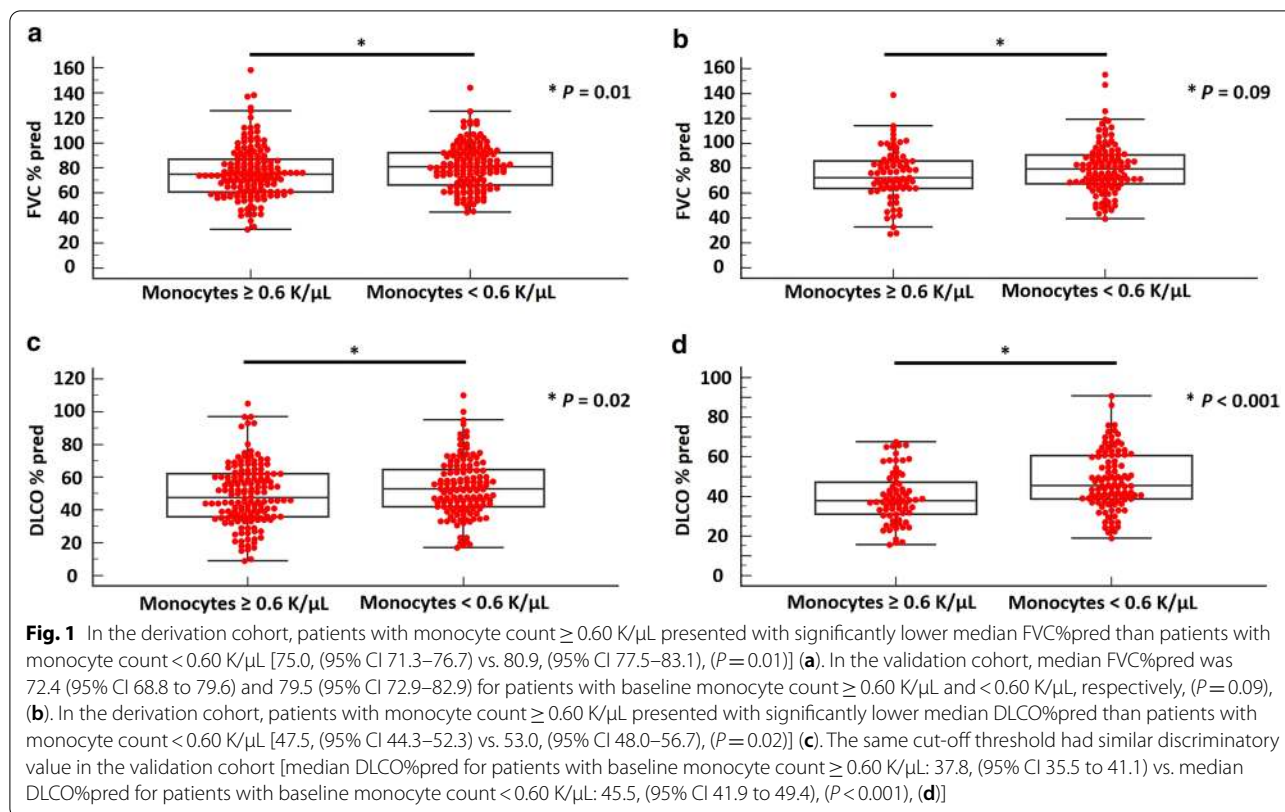 a
*
* P = 0.01
FVC % pred
160
140
120
100
80
60
40
20
0
Monocytes ≥ 0.6 K/µL
Monocytes < 0.6 K/µL
b
*
* P = 0.09
FVC % pred
160
140
120
100
80
60
40
20
0
Monocytes ≥ 0.6 K/µL
Monocytes < 0.6 K/µL
c
*
* P = 0.02
DLCO % pred
120
100
80
60
40
20
0
Monocytes ≥ 0.6 K/µL
Monocytes < 0.6 K/µL
d
*
* P < 0.001
DLCO % pred
100
80
60
40
20
0
Monocytes ≥ 0.6 K/µL
Monocytes < 0.6 K/µL
Fig. 1 In the derivation cohort, patients with monocyte count ≥ 0.60 K/µL presented with significantly lower median FVC%pred than patients with
monocyte count < 0.60 K/µL [75.0, (95% CI 71.3–76.7) vs. 80.9, (95% CI 77.5–83.1), (P = 0.01)] (a). In the validation cohort, median FVC%pred was
72.4 (95% CI 68.8 to 79.6) and 79.5 (95% CI 72.9–82.9) for patients with baseline monocyte count ≥ 0.60 K/µL and < 0.60 K/µL, respectively, (P = 0.09),
(b). In the derivation cohort, patients with monocyte count ≥ 0.60 K/µL presented with significantly lower median DLCO%pred than patients with
monocyte count < 0.60 K/µL [47.5, (95% CI 44.3–52.3) vs. 53.0, (95% CI 48.0–56.7), (P = 0.02)] (c). The same cut-off threshold had similar discriminatory
value in the validation cohort [median DLCO%pred for patients with baseline monocyte count ≥ 0.60 K/µL: 37.8, (95% CI 35.5 to 41.1) vs. median
DLCO%pred for patients with baseline monocyte count < 0.60 K/µL: 45.5, (95% CI 41.9 to 49.4), (P < 0.001), (d)]